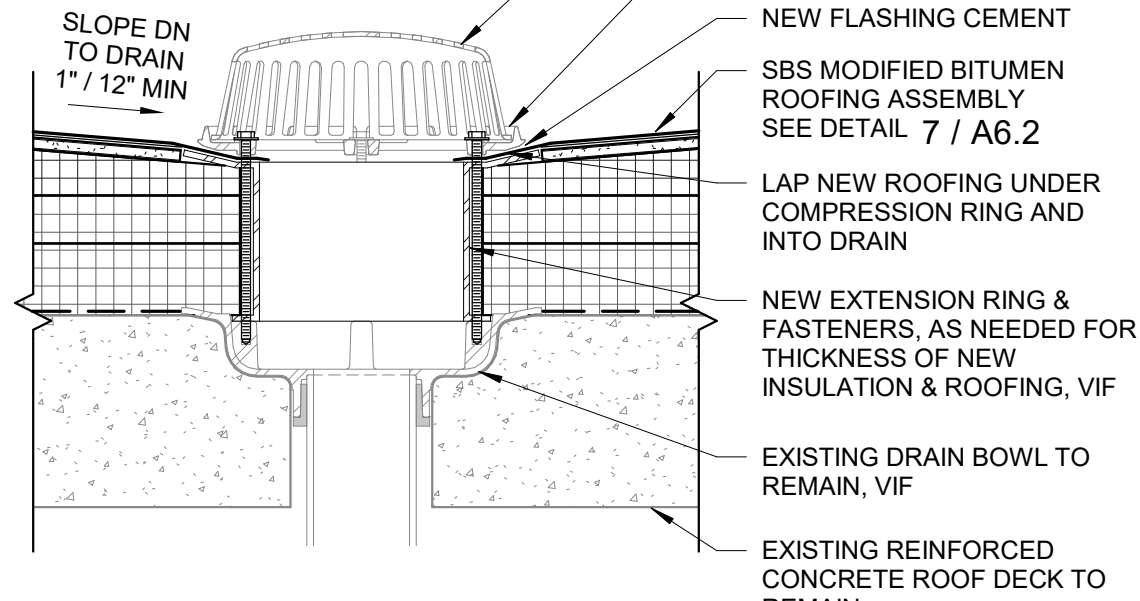 SLOPE DN
TO DRAIN
1" / 12" MIN
NEW FLASHING CEMENT
SBS MODIFIED BITUMEN
ROOFING ASSEMBLY
SEE DETAIL 7 / A6.2
LAP NEW ROOFING UNDER
COMPRESSION RING AND
INTO DRAIN
NEW EXTENSION RING &
FASTENERS, AS NEEDED FOR
THICKNESS OF NEW
INSULATION & ROOFING, VIF
EXISTING DRAIN BOWL TO
REMAIN, VIF
EXISTING REINFORCED
CONCRETE ROOF DECK TO
REMAIN